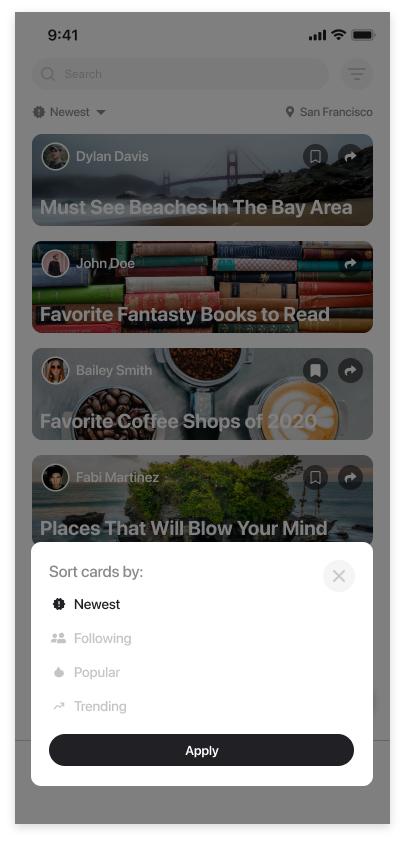 9:41
Search
Newest
San Francisco
Dylan Davis
Must See Beaches In The Bay Area
John Doe
Favorite Fantasty Books to Read
Bailey Smith
Favorite Coffee Shops of 2020
Fabi Martinez
Places That Will Blow Your Mind
Sort cards by:
Newest
Following
Popular
Trending
Apply